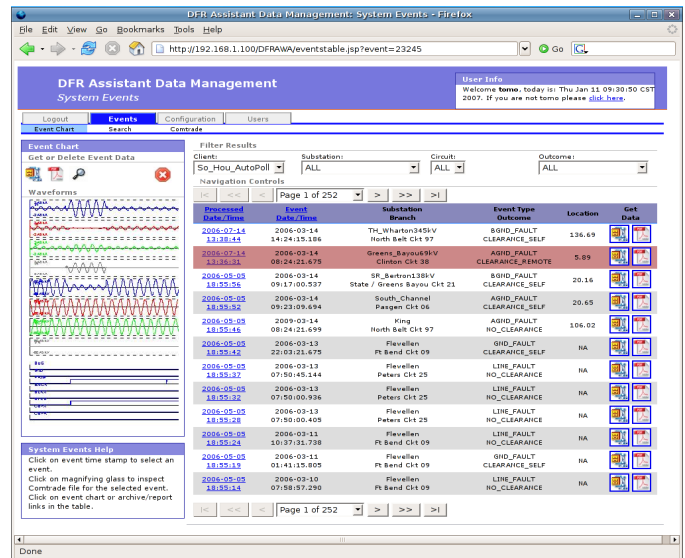 DFR Assistant Data Management: System Events - Firefox
File Edit View Go Bookmarks Tools Help
http://192.168.1.100/DFRAWA/eventstable.jsp?event=23245
Go
DFR Assistant Data Management
System Events
User Info
Welcome tomo, today is: Thu Jan 11 09:30:50 CST
2007. If you are not tomo please click here.
Logout Events Configuration Users
Event Chart Search Comtrade
Event Chart
Get or Delete Event Data
Waveforms
System Events Help
Click on event time stamp to select an
event.
Click on magnifying glass to inspect
Comtrade file for the selected event.
Click on event chart or archive/report
links in the table.
Filter Results
Client: Substation: Circuit: Outcome:
So_Hou_AutoPoll ALL ALL ALL
Navigation Controls
|< << < Page 1 of 252 > >> >|
Processed Event Substation Event Type Location Get
Date/Time Date/Time Branch Outcome Data
2006-07-14 2006-03-14 TH_Wharton345kV BGND_FAULT 136.69
13:38:44 14:24:15.186 North Belt Ckt 97 CLEARANCE_SELF
2006-07-14 2006-03-14 Greens_Bayou69kV AGND_FAULT 5.89
13:36:31 08:24:21.675 Clinton Ckt 38 CLEARANCE_REMOTE
2006-05-05 2006-03-14 SR_Bertron138kV BGND_FAULT 20.16
18:55:56 09:17:00.537 State / Greens Bayou Ckt 21 CLEARANCE_SELF
2006-05-05 2006-03-14 South_Channel AGND_FAULT 20.65
18:55:52 09:23:09.694 Pasgen Ckt 06 CLEARANCE_SELF
2006-05-05 2009-03-14 King AGND_FAULT 106.02
18:55:46 08:24:21.699 North Belt Ckt 97 NO_CLEARANCE
2006-05-05 2006-03-13 Flevellen GND_FAULT NA
18:55:42 22:03:21.675 Ft Bend Ckt 09 CLEARANCE_SELF
2006-05-05 2006-03-13 Flevellen LINE_FAULT NA
18:55:37 07:50:45.144 Peters Ckt 25 NO_CLEARANCE
2006-05-05 2006-03-13 Flevellen LINE_FAULT NA
18:55:32 07:50:00.936 Peters Ckt 25 NO_CLEARANCE
2006-05-05 2006-03-13 Flevellen LINE_FAULT NA
18:55:28 07:50:00.405 Peters Ckt 25 NO_CLEARANCE
2006-05-05 2006-03-11 Flevellen LINE_FAULT NA
18:55:24 10:37:31.738 Ft Bend Ckt 09 NO_CLEARANCE
2006-05-05 2006-03-11 Flevellen GND_FAULT NA
18:55:19 01:41:15.805 Ft Bend Ckt 09 CLEARANCE_SELF
2006-05-05 2006-03-10 Flevellen LINE_FAULT NA
18:55:14 07:58:57.290 Ft Bend Ckt 09 NO_CLEARANCE
|< << < Page 1 of 252 > >> >|
Done